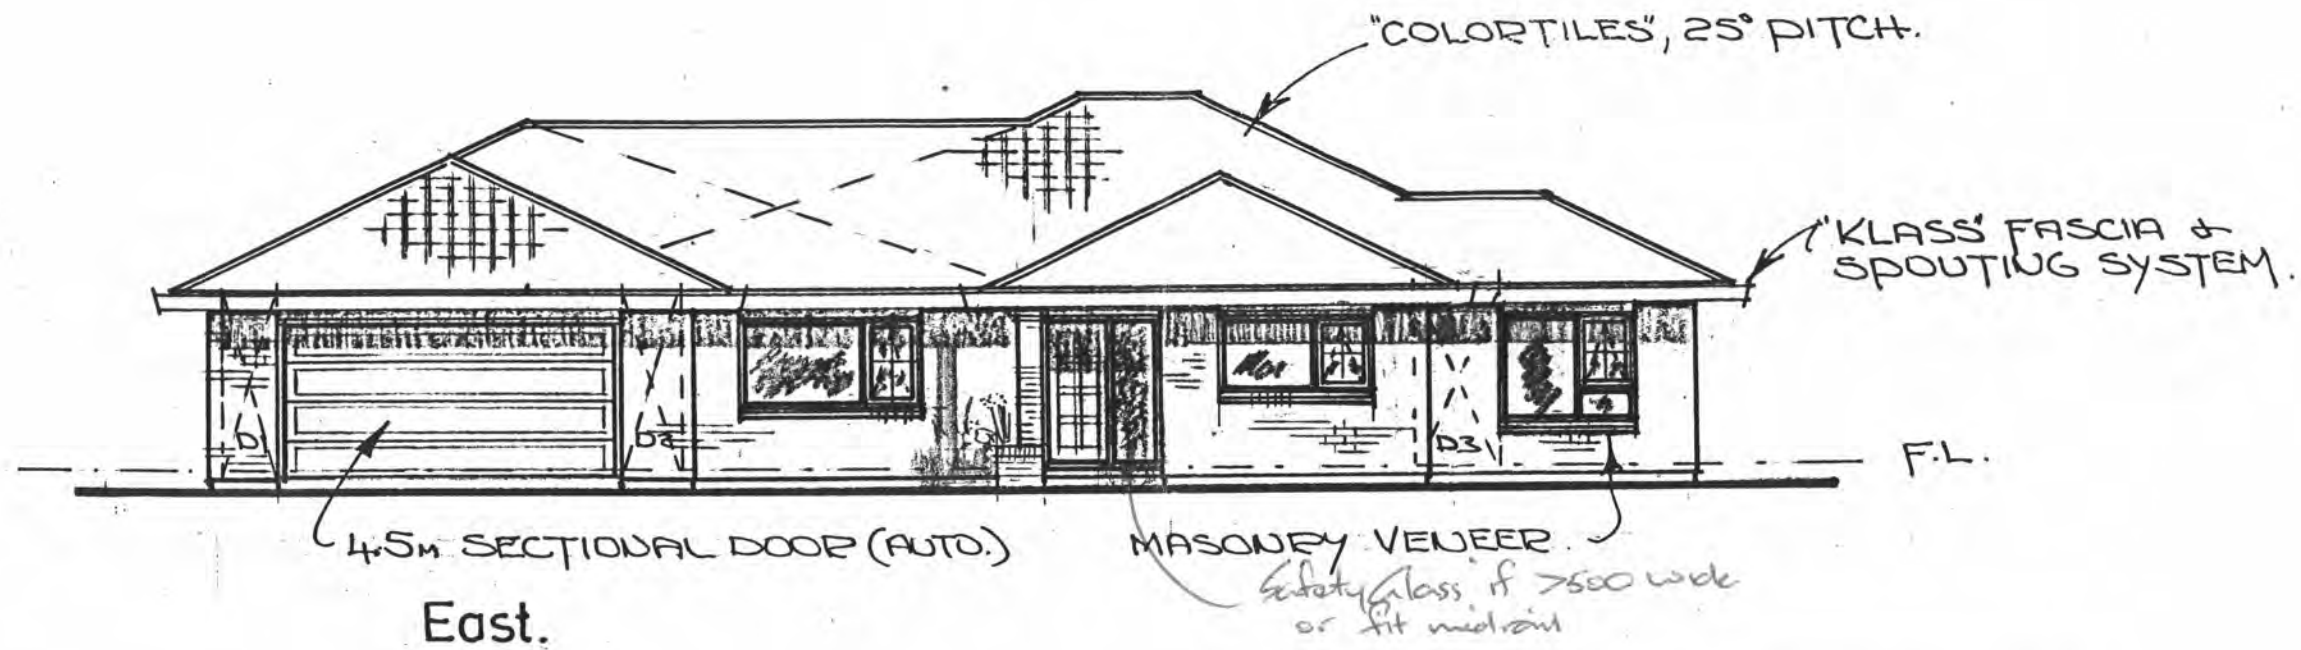 "COLORTILES", 25° PITCH.
"KLASS" FASCIA &
SPOUTING SYSTEM.
D1
D2
D3
F.L.
4.5M SECTIONAL DOOR (AUTO.)
MASONRY VENEER.
Safety Glass if >500 wide
or fit midrail
East.